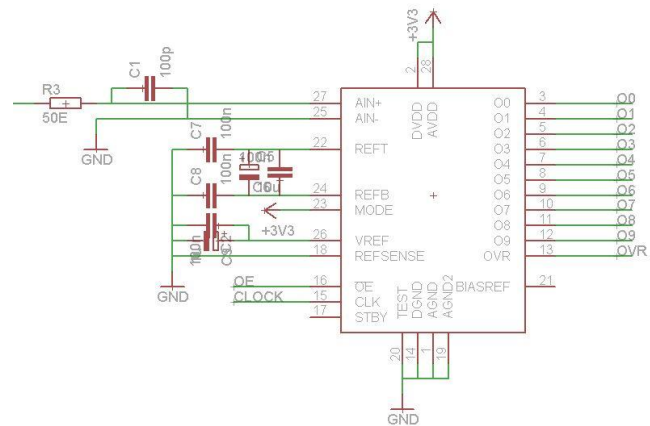 +3V3
C1
100p
R3
50E
GND
27 AIN+
25 AIN-
22 REFT
24 REFB
23 MODE
26 VREF
18 REFSENSE
16 OE
15 CLK
17 STBY
2 DVDD
28 AVDD
O0 3 O0
O1 4 O1
O2 5 O2
O3 6 O3
O4 7 O4
O5 8 O5
O6 9 O6
O7 10 O7
O8 11 O8
O9 12 O9
OVR 13 OVR
BIASREF 21
C7
100n
C8
100n
100n
10u
+3V3
GND
OE
CLOCK
TEST 20
DGND 14
AGND 1
AGND2 19
GND